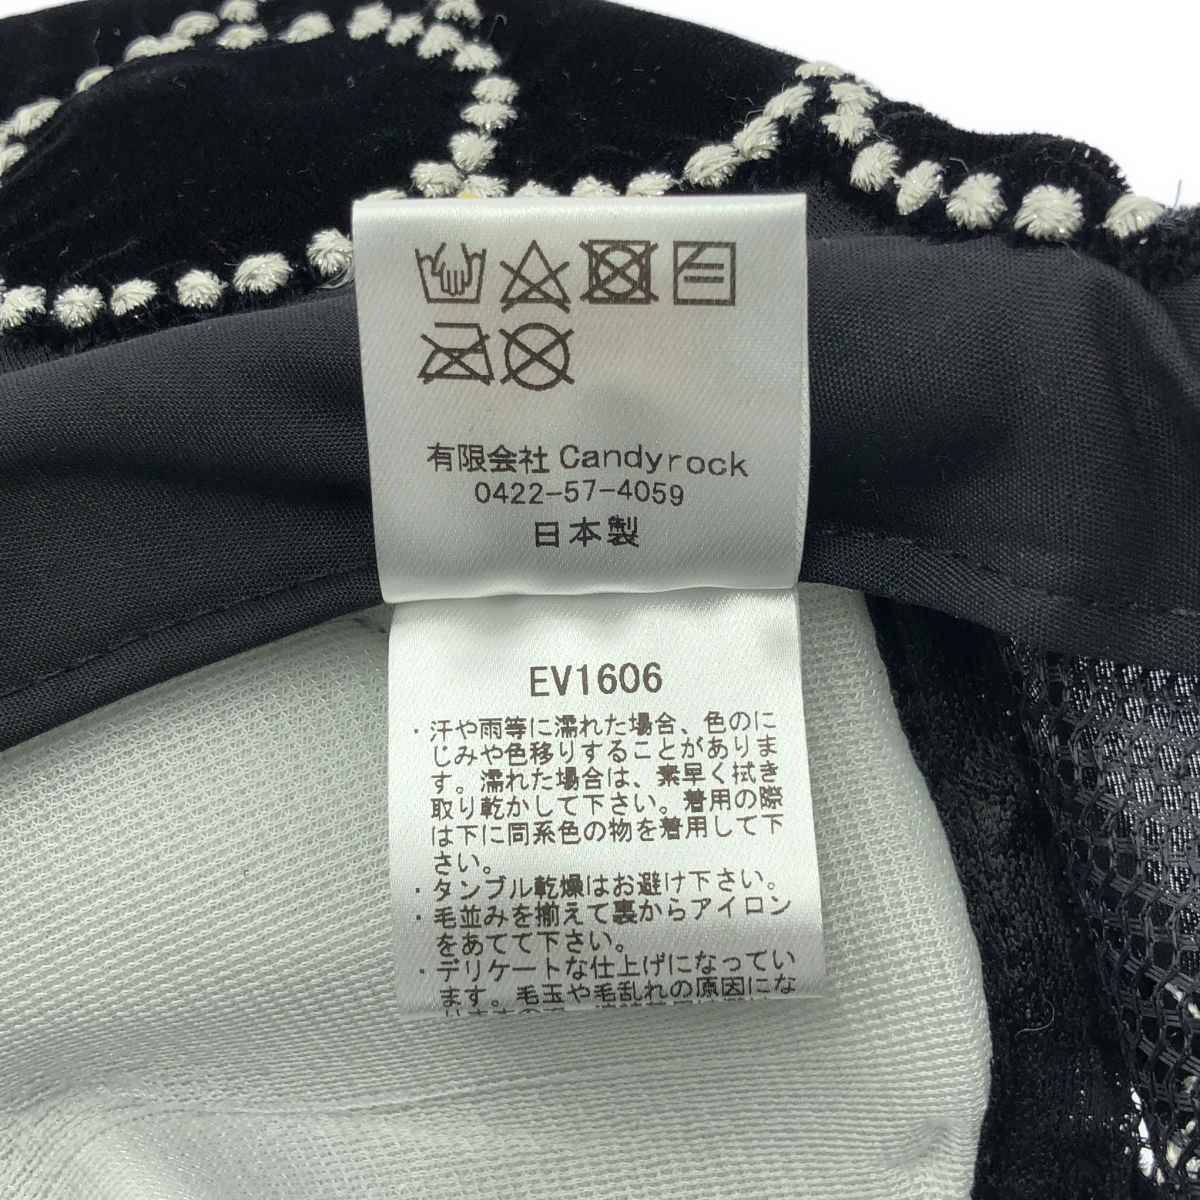 有限会社 Candyrock
0422-57-4059
日本製
EV1606
・汗や雨等に濡れた場合、色のに
じみや色移りすることがありま
す。濡れた場合は、素早く拭き
取り乾かして下さい。着用の際
は下に同系色の物を着用して下
さい。
・タンブル乾燥はお避け下さい。
・毛並みを揃えて裏からアイロン
をあてて下さい。
・デリケートな仕上げになってい
ます。毛玉や毛乱れの原因にな
りますので、